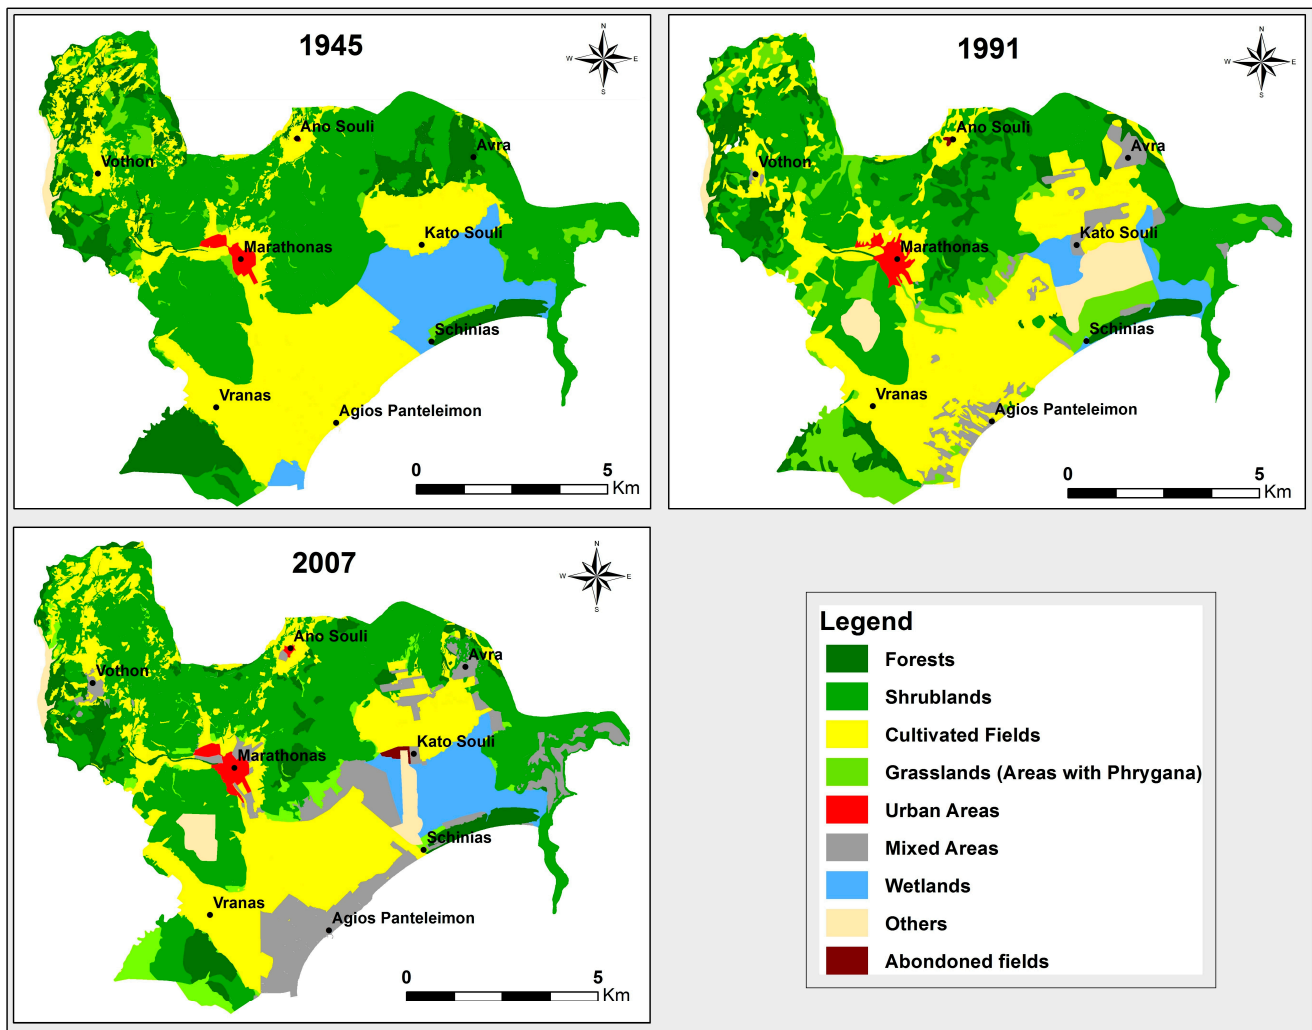 1945
N
W
E
S
Ano Souli
Avra
Vothon
Kato Souli
Marathonas
Schinias
Vranas
Agios Panteleimon
0
5
Km
1991
N
W
E
S
Ano Souli
Avra
Vothon
Kato Souli
Marathonas
Schinias
Vranas
Agios Panteleimon
0
5
Km
2007
N
W
E
S
Ano Souli
Avra
Vothon
Kato Souli
Marathonas
Schinias
Vranas
Agios Panteleimon
0
5
Km
Legend
Forests
Shrublands
Cultivated Fields
Grasslands (Areas with Phrygana)
Urban Areas
Mixed Areas
Wetlands
Others
Abondoned fields